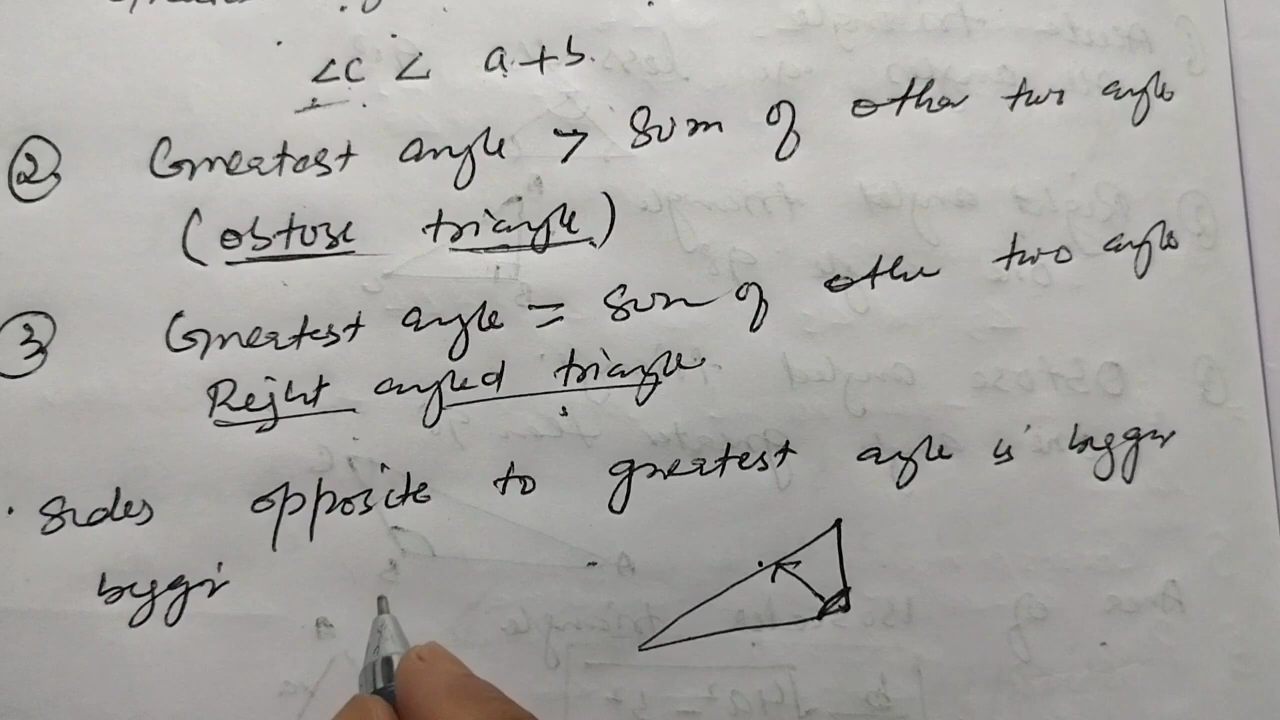 ∠C < a+b.
② Greatest angle > Sum of other two angle
(obtuse triangle)
③ Greatest angle = Sum of other two angle
Right angled triangle.
. Sides opposite to greatest angle is bigger
bigger